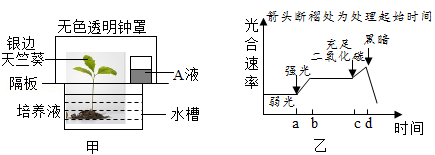 无色透明钟罩
银边
天竺葵
隔板
培养液
A液
水槽
甲
箭头断褶处为处理起始时间
光合速率
弱光
强光
充足
二氧化碳
黑暗
a b c d 时间
乙